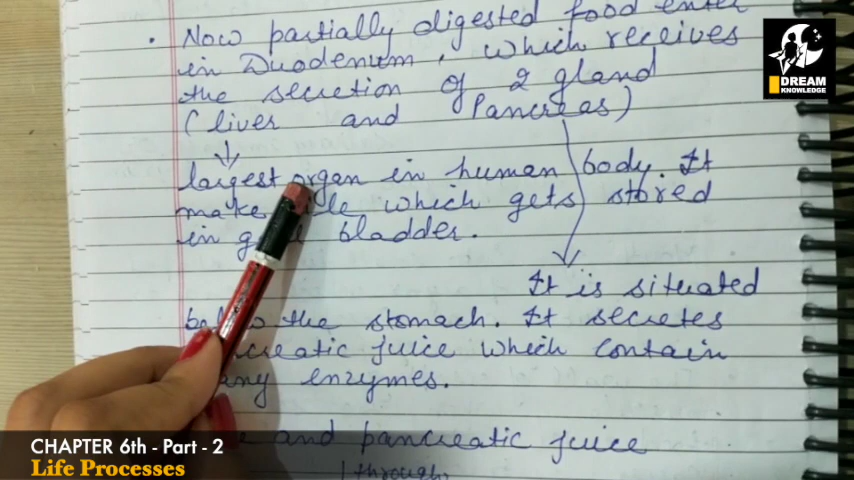 Now partially digested food enter
in Duodenum, which receives
the secretion of 2 gland
(liver and Pancreas)
largest organ in human body. It
make which gets stored
in bladder.
It is situated
the stomach. It secretes
juice which contain
enzymes.
and pancreatic juice
through
DREAM
KNOWLEDGE
CHAPTER 6th - Part - 2
Life Processes